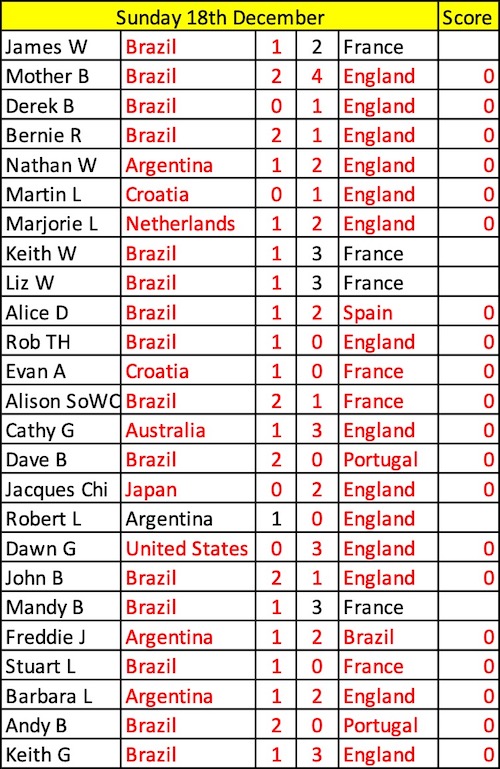 Sunday 18th December Score
James W Brazil 1 2 France
Mother B Brazil 2 4 England 0
Derek B Brazil 0 1 England 0
Bernie R Brazil 2 1 England 0
Nathan W Argentina 1 2 England 0
Martin L Croatia 0 1 England 0
Marjorie L Netherlands 1 2 England 0
Keith W Brazil 1 3 France
Liz W Brazil 1 3 France
Alice D Brazil 1 2 Spain 0
Rob TH Brazil 1 0 England 0
Evan A Croatia 1 0 France 0
Alison SoWC Brazil 2 1 France 0
Cathy G Australia 1 3 England 0
Dave B Brazil 2 0 Portugal 0
Jacques Chi Japan 0 2 England 0
Robert L Argentina 1 0 England
Dawn G United States 0 3 England 0
John B Brazil 2 1 England 0
Mandy B Brazil 1 3 France
Freddie J Argentina 1 2 Brazil 0
Stuart L Brazil 1 0 France 0
Barbara L Argentina 1 2 England 0
Andy B Brazil 2 0 Portugal 0
Keith G Brazil 1 3 England 0